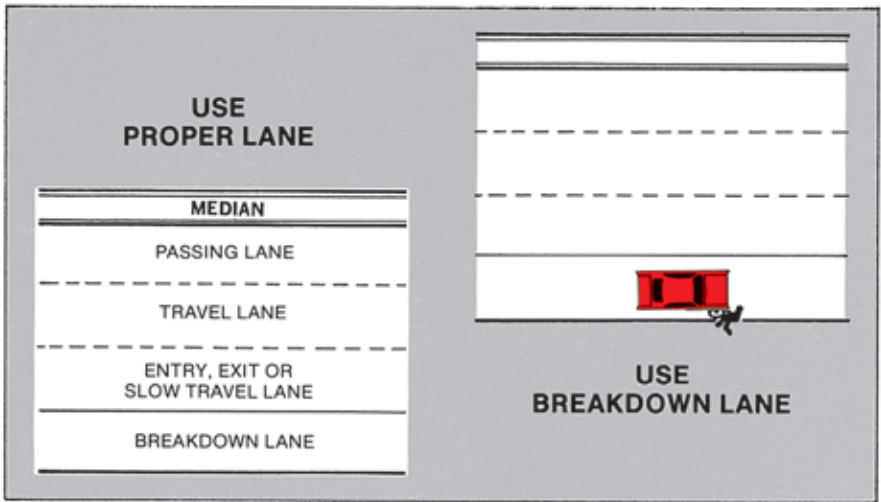 USE
PROPER LANE
MEDIAN
PASSING LANE
TRAVEL LANE
ENTRY, EXIT OR
SLOW TRAVEL LANE
BREAKDOWN LANE
USE
BREAKDOWN LANE